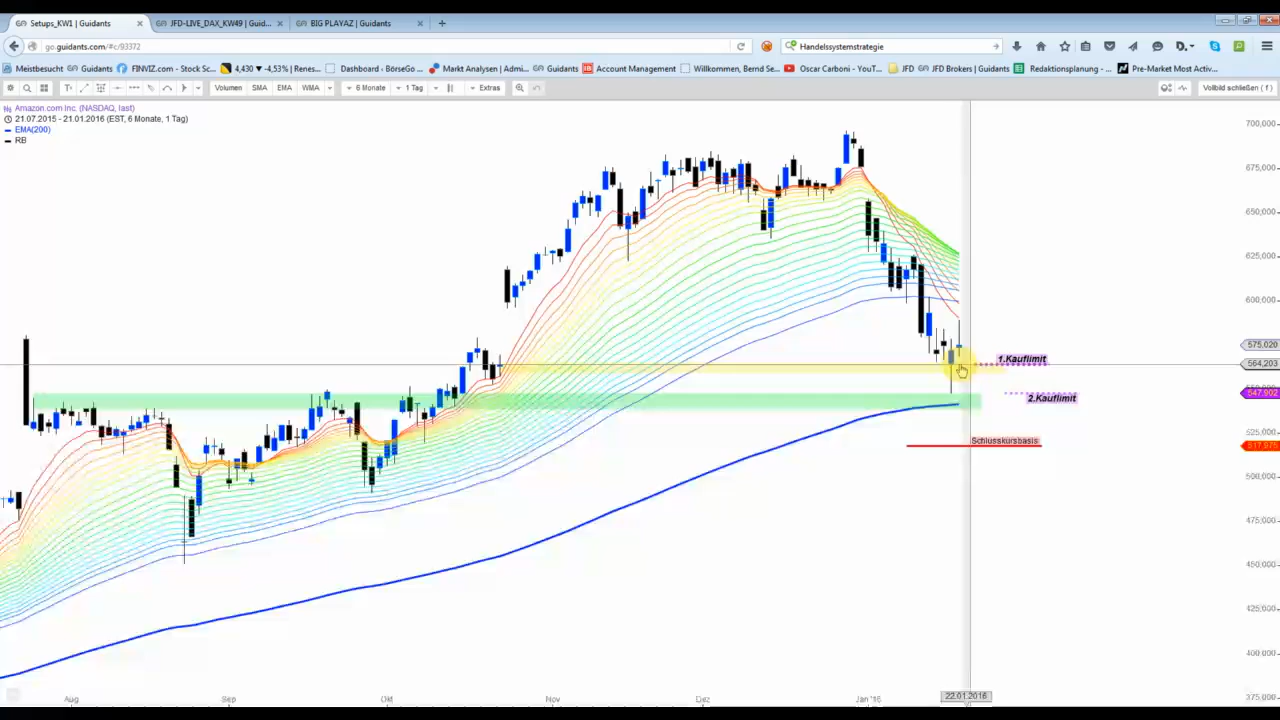 Setups_KW1 | Guidants
JFD-LIVE_DAX_KW49 | Guid...
BIG PLAYAZ | Guidants
go.guidants.com/#c/93372
Handelssystemstrategie
Meistbesucht
Guidants
FINVIZ.com - Stock Sc...
4,430 ▼ -4,53% | Renes...
Dashboard - BörseGo ...
Markt Analysen | Admi...
Guidants
Account Management
Willkommen, Bernd Se...
Oscar Carboni - / ...
JFD
JFD Brokers | Guidants
Redaktionsplanung - ...
Pre-Market Most Activ...
Volumen
SMA
EMA
WMA
6 Monate
1 Tag
Extras
Vollbild schließen ( f )
Amazon.com Inc. (NASDAQ, last)
21.07.2015 - 21.01.2016 (EST, 6 Monate, 1 Tag)
EMA(200)
RB
700,000
675,000
650,000
625,000
600,000
575,020
1.Kauflimit
564,203
547,902
2.Kauflimit
525,000
Schlusskursbasis
500,000
475,000
450,000
425,000
400,000
375,000
Aug
Sep
Okt
Nov
Dez
Jan '16
22.01.2016